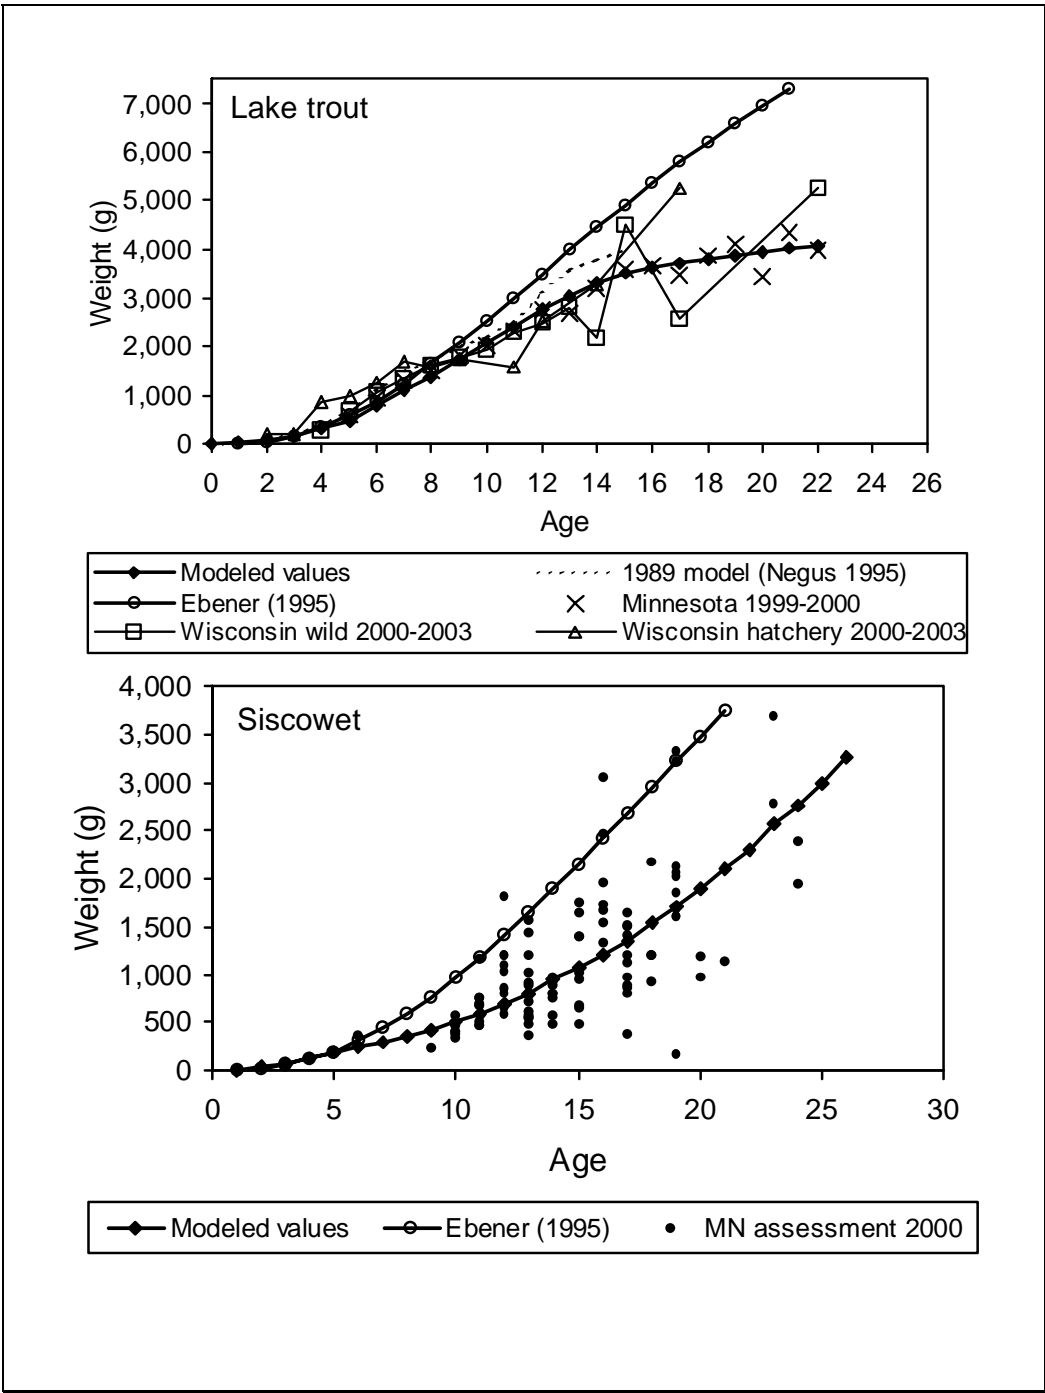 Lake trout
7,000
6,000
5,000
4,000
3,000
2,000
1,000
0
Weight (g)
0 2 4 6 8 10 12 14 16 18 20 22 24 26
Age
Modeled values
1989 model (Negus 1995)
Ebener (1995)
Minnesota 1999-2000
Wisconsin wild 2000-2003
Wisconsin hatchery 2000-2003
Siscowet
4,000
3,500
3,000
2,500
2,000
1,500
1,000
500
0
Weight (g)
0 5 10 15 20 25 30
Age
Modeled values
Ebener (1995)
MN assessment 2000